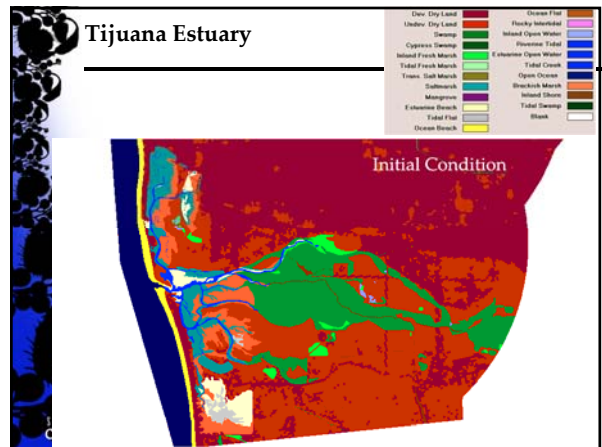 Tijuana Estuary
Dev. Dry Land
Undev. Dry Land
Swamp
Cypress Swamp
Inland Fresh Marsh
Tidal Fresh Marsh
Trans. Salt Marsh
Saltmarsh
Mangrove
Estuarine Beach
Tidal Flat
Ocean Beach
Ocean Flat
Rocky Intertidal
Inland Open Water
Riverine Tidal
Estuarine Open Water
Tidal Creek
Open Ocean
Brackish Marsh
Inland Shore
Tidal Swamp
Blank
Initial Condition